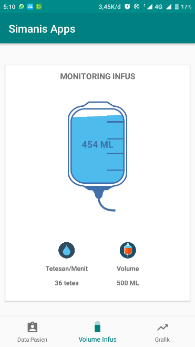 5:10
3,45K/d
4G
17%
Simanis Apps
MONITORING INFUS
454 ML
Tetesan/Menit
Volume
36 tetes
500 ML
Data Pasien
Volume Infus
Grafik